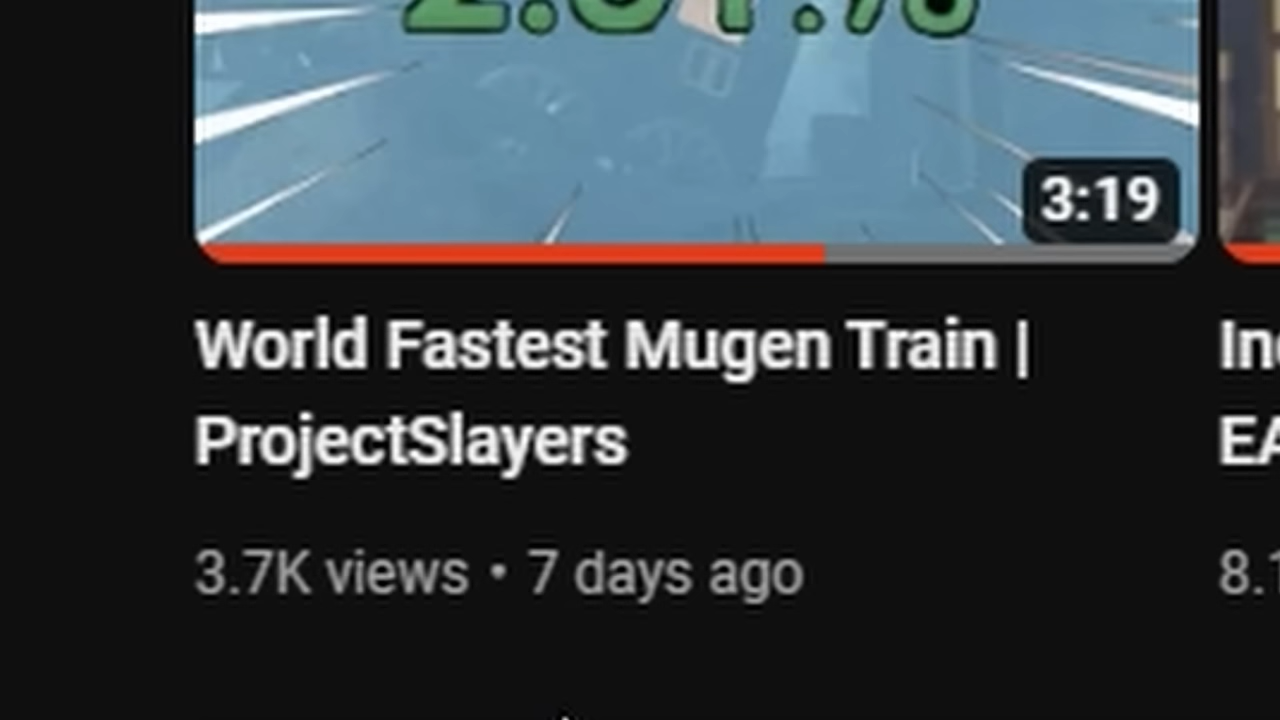 3:19
World Fastest Mugen Train |
ProjectSlayers
3.7K views • 7 days ago